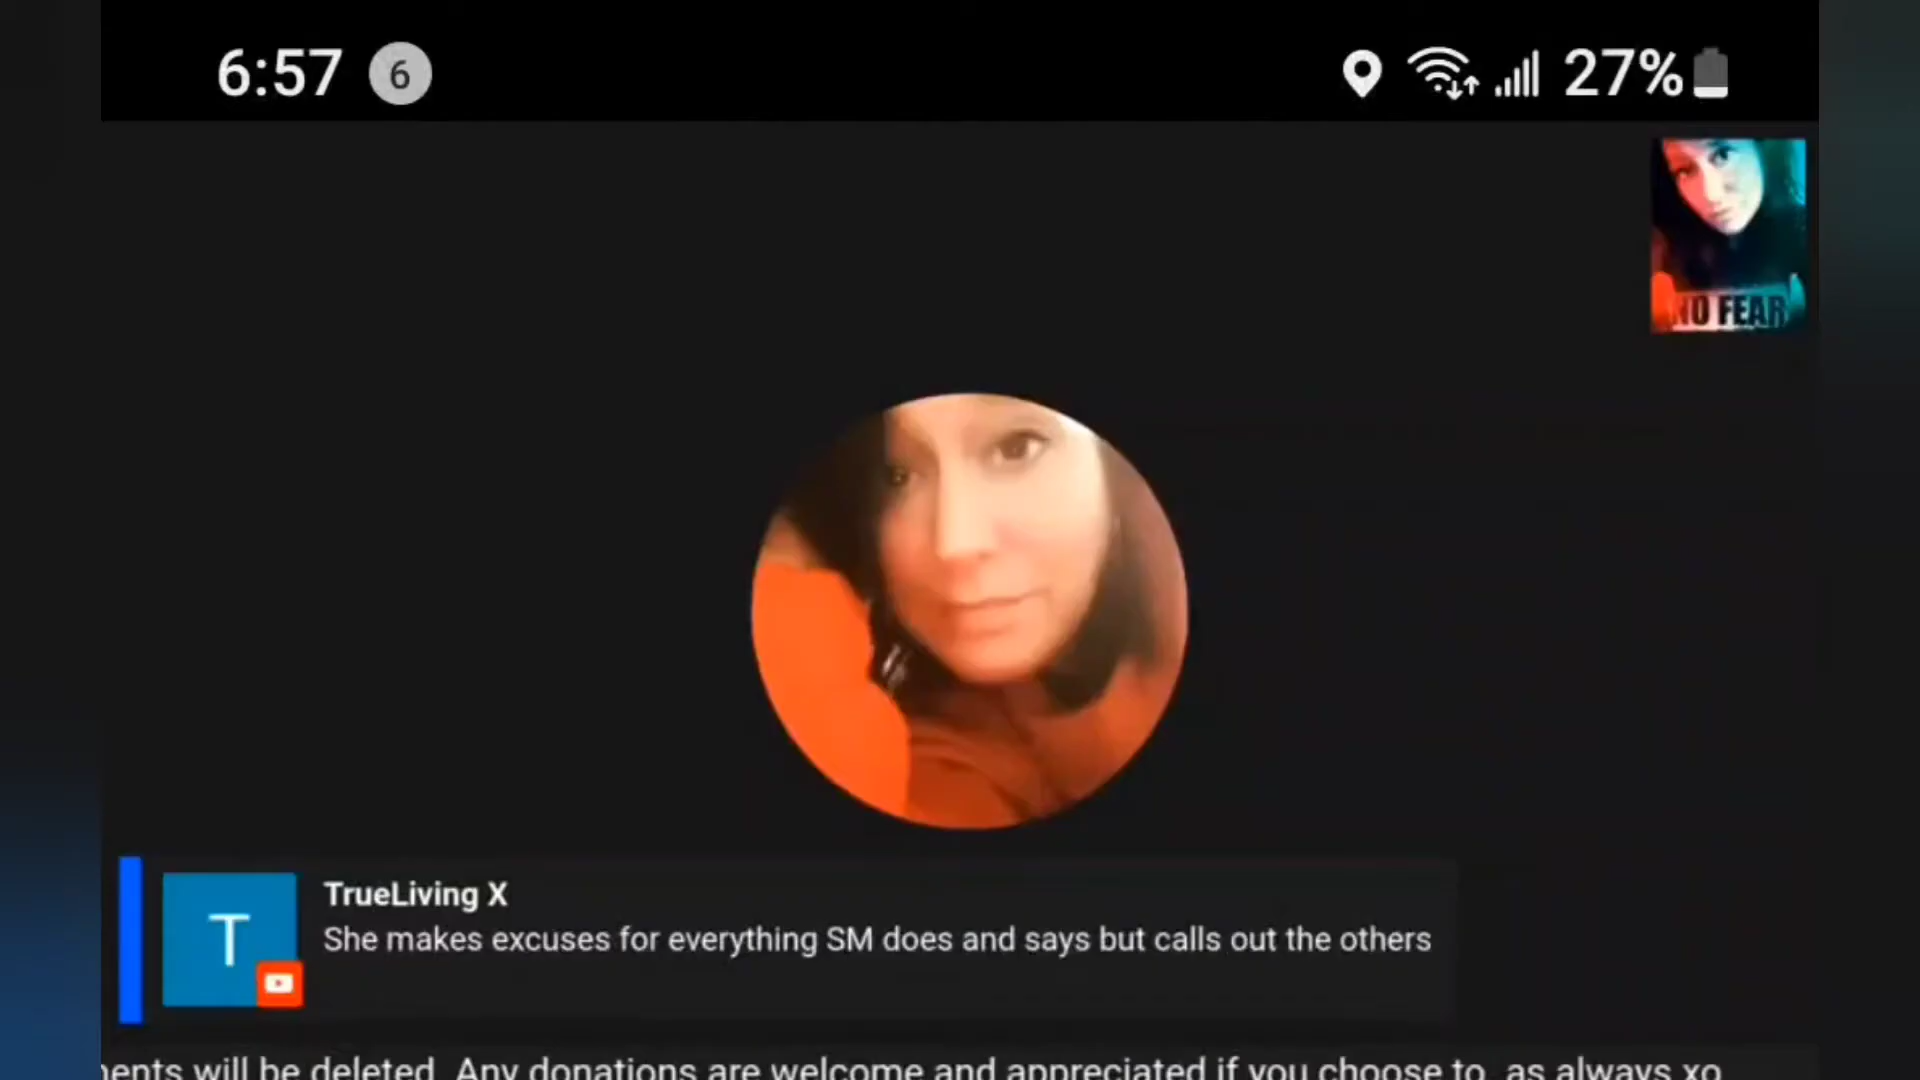 6:57 6 27%
NO FEAR
TrueLiving X
T
She makes excuses for everything SM does and says but calls out the others
will be deleted. Any donations are welcome and appreciated if you choose to, as always xo